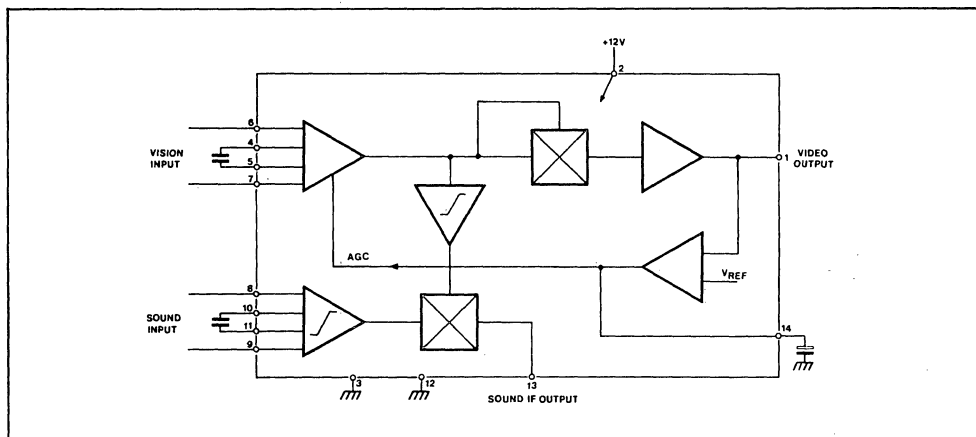 +12V
2
6
4
VISION
INPUT
5
7
1 VIDEO
OUTPUT
AGC
VREF
8
10
SOUND
INPUT
11
9
14
3
12
13
SOUND IF OUTPUT